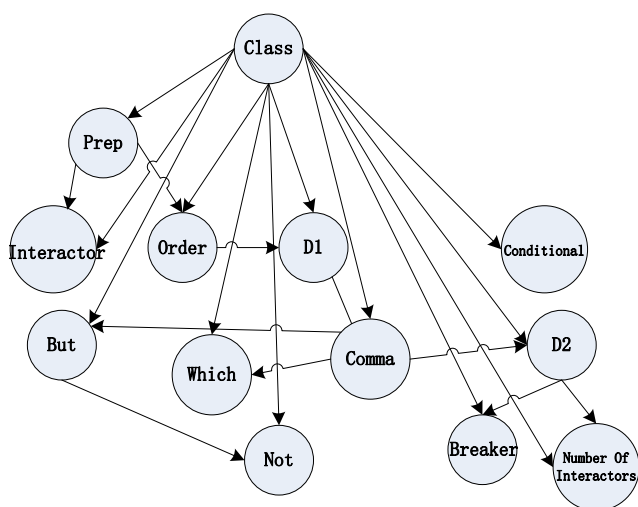 Class
Prep
Interactor
Order
D1
Conditional
But
Which
Comma
D2
Not
Breaker
Number Of
Interactors